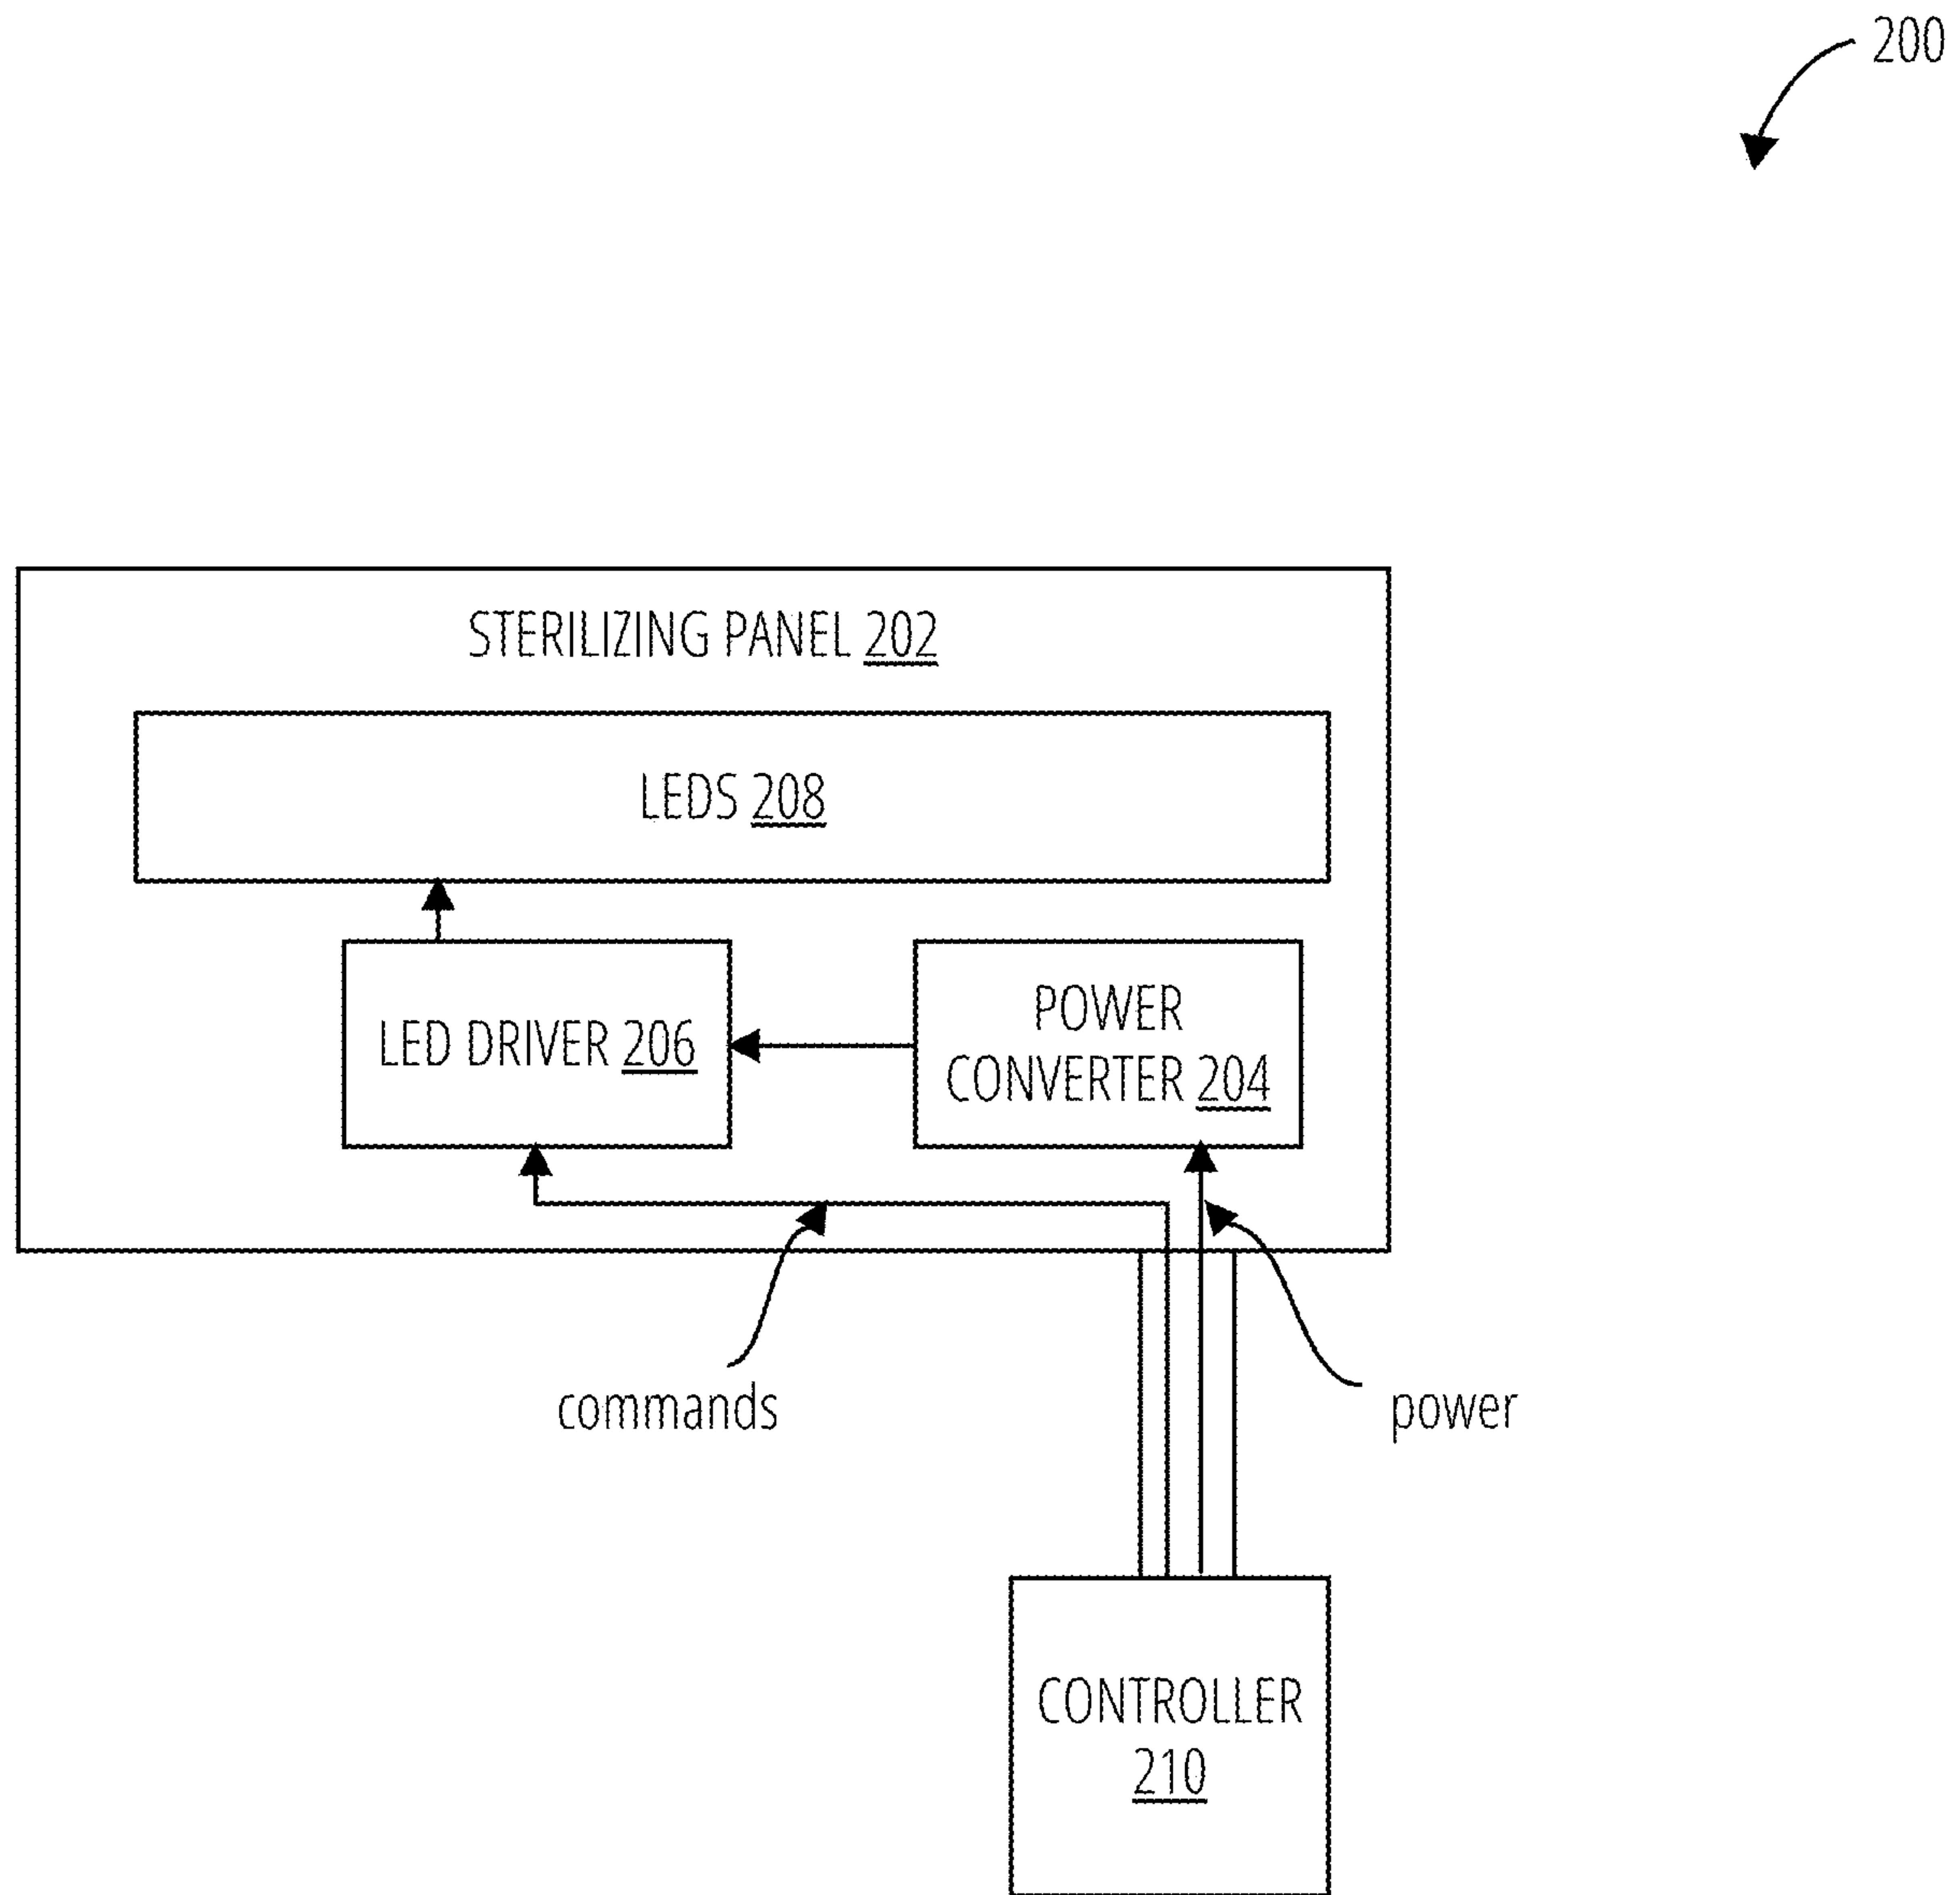 200
STERILIZING PANEL 202
LEDS 208
LED DRIVER 206
POWER
CONVERTER 204
commands
power
CONTROLLER
210